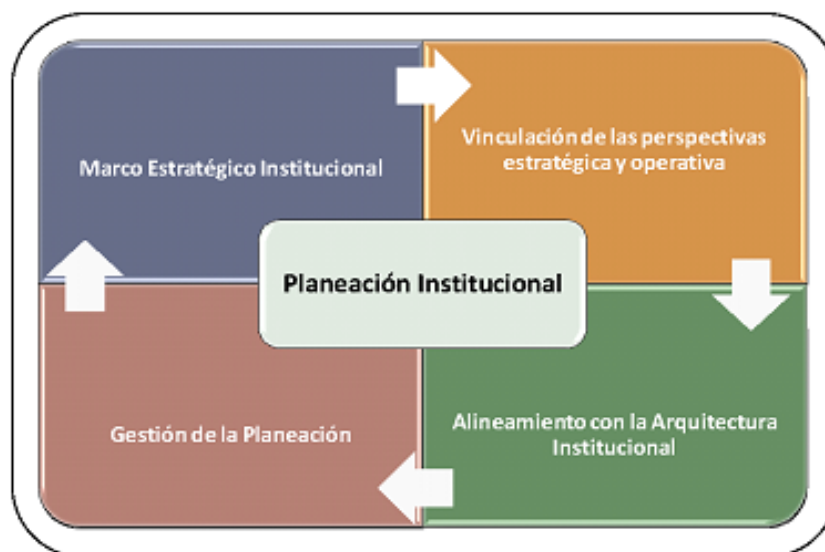 Marco Estratégico Institucional
Vinculación de las perspectivas
estratégica y operativa
Planeación Institucional
Gestión de la Planeación
Alineamiento con la Arquitectura
Institucional